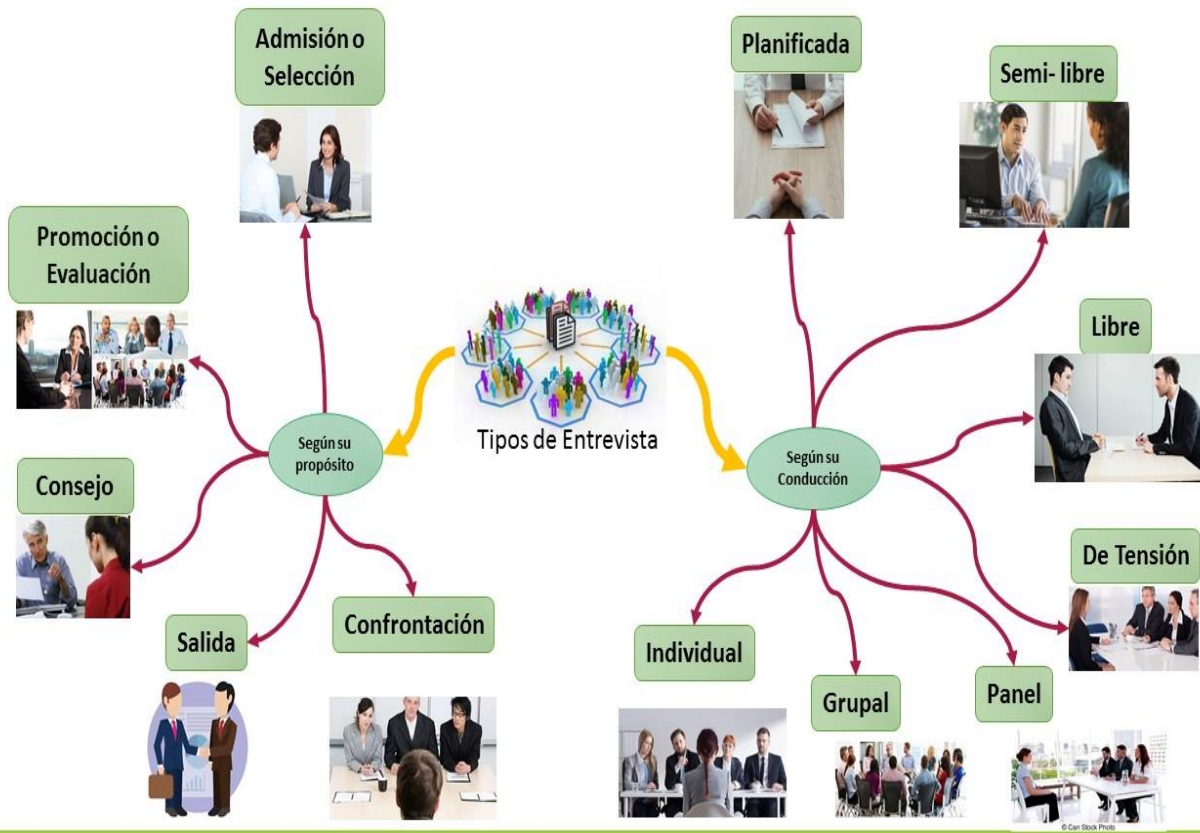 Admisión o
Selección
Promoción o
Evaluación
Consejo
Salida
Confrontación
Según su
propósito
Tipos de Entrevista
Según su
Conducción
Planificada
Semi- libre
Libre
De Tensión
Individual
Grupal
Panel
© Can Stock Photo